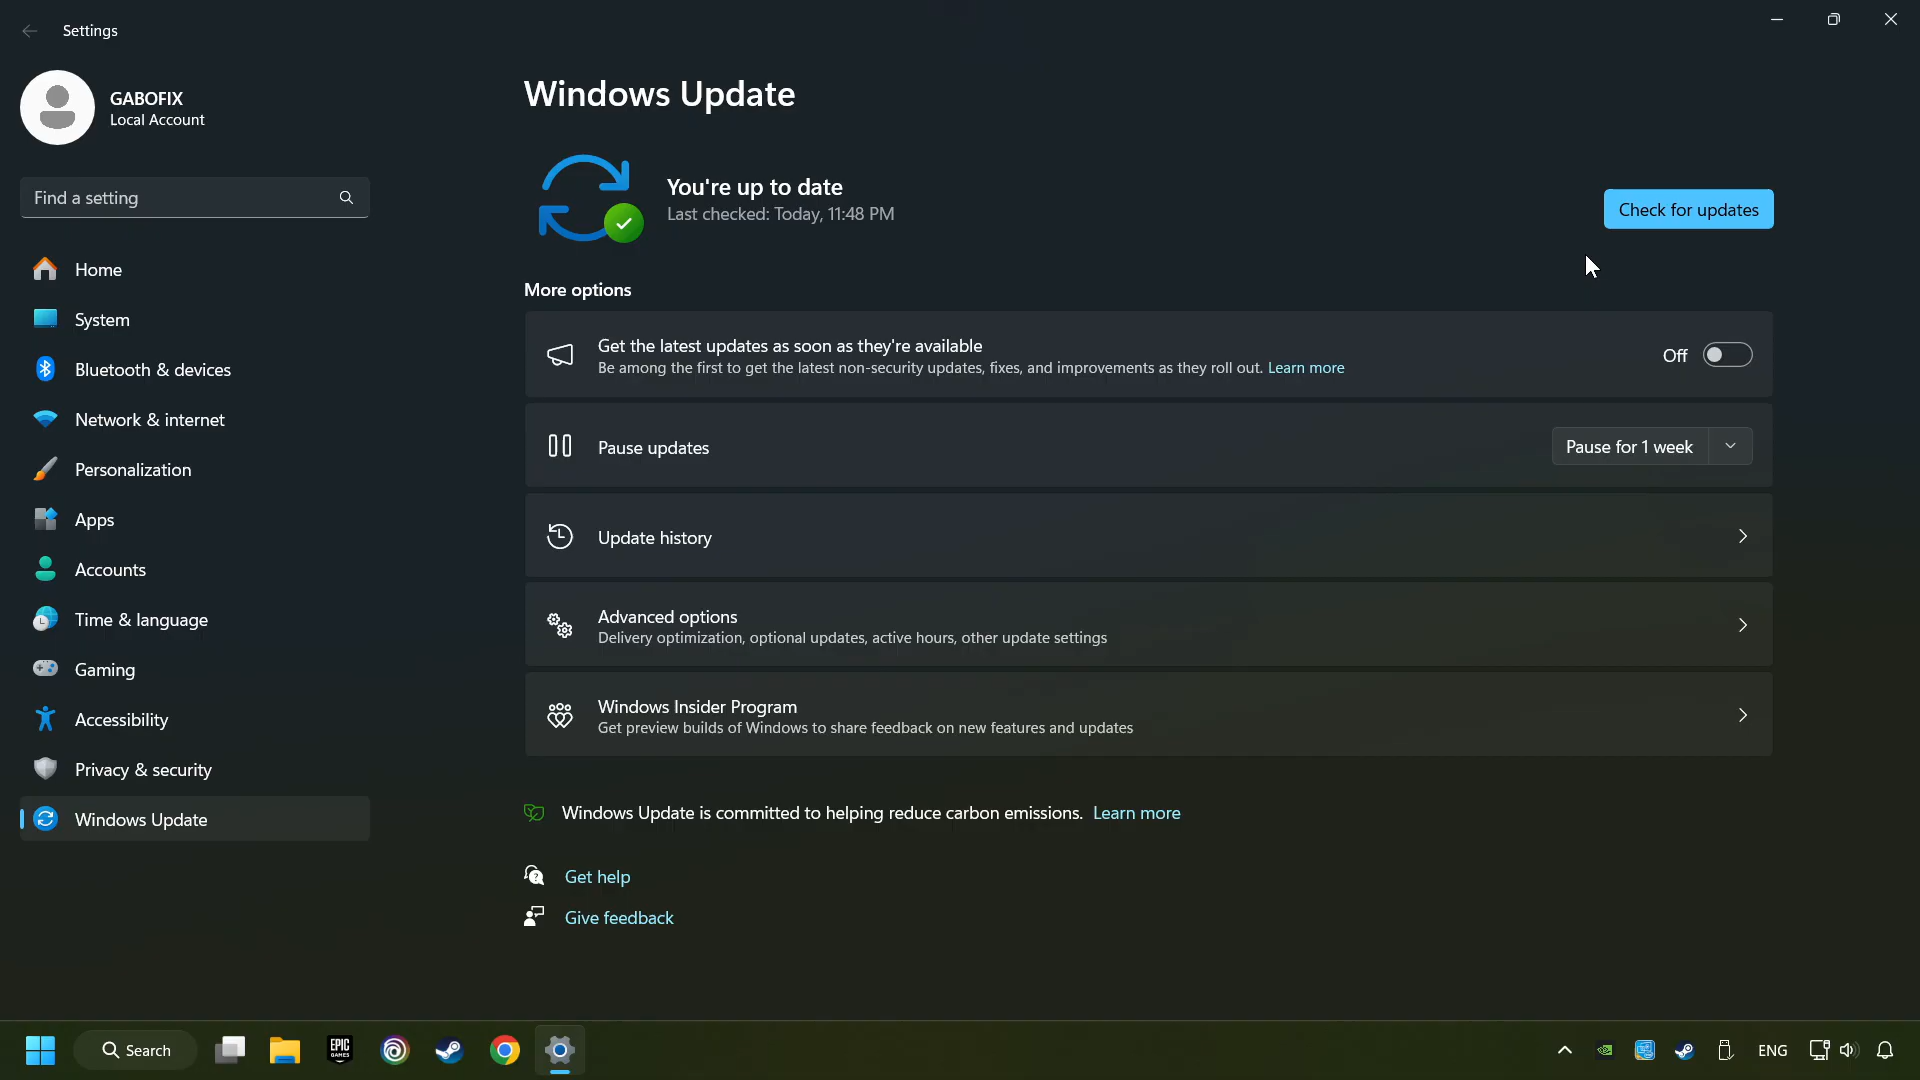 Settings
GABOFIX
Local Account
Find a setting
Home
System
Bluetooth & devices
Network & internet
Personalization
Apps
Accounts
Time & language
Gaming
Accessibility
Privacy & security
Windows Update
Windows Update
You're up to date
Last checked: Today, 11:48 PM
Check for updates
More options
Get the latest updates as soon as they're available
Be among the first to get the latest non-security updates, fixes, and improvements as they roll out. Learn more
Off
Pause updates
Pause for 1 week
Update history
Advanced options
Delivery optimization, optional updates, active hours, other update settings
Windows Insider Program
Get preview builds of Windows to share feedback on new features and updates
Windows Update is committed to helping reduce carbon emissions. Learn more
Get help
Give feedback
Search
EPIC
GAMES
ENG